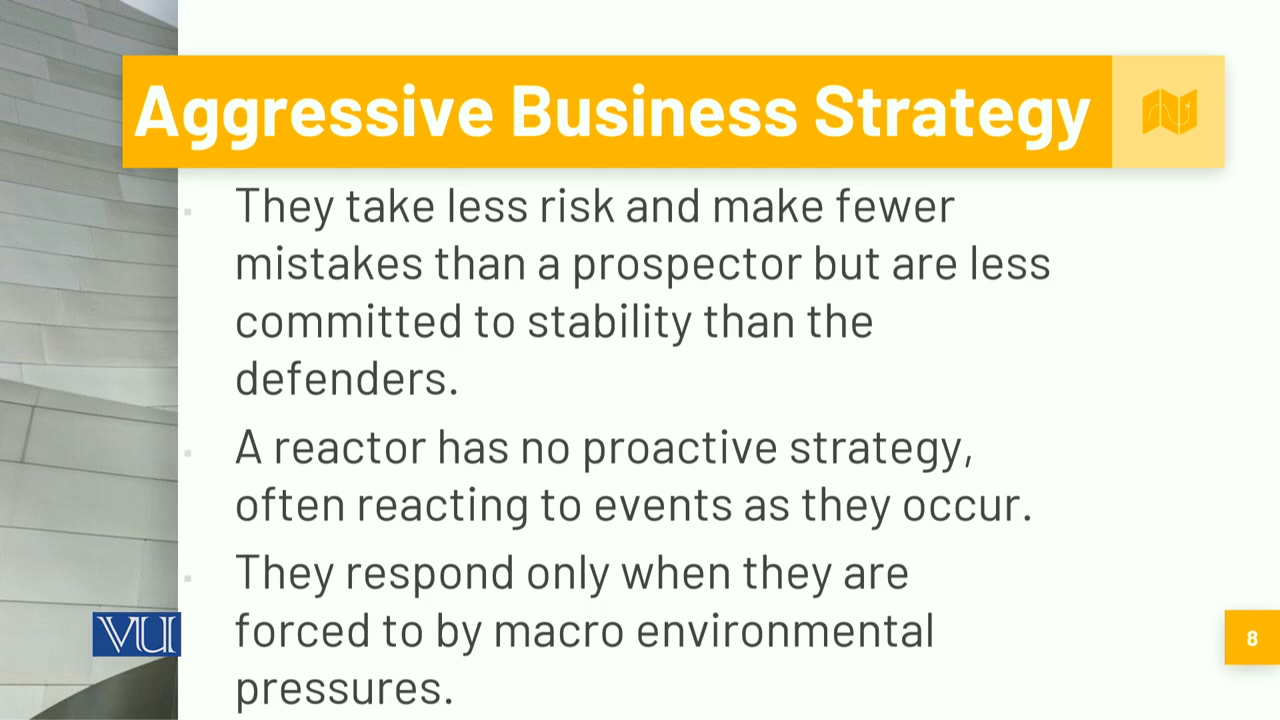 Aggressive Business Strategy
They take less risk and make fewer
mistakes than a prospector but are less
committed to stability than the
defenders.
A reactor has no proactive strategy,
often reacting to events as they occur.
They respond only when they are
forced to by macro environmental
pressures.
VU
8